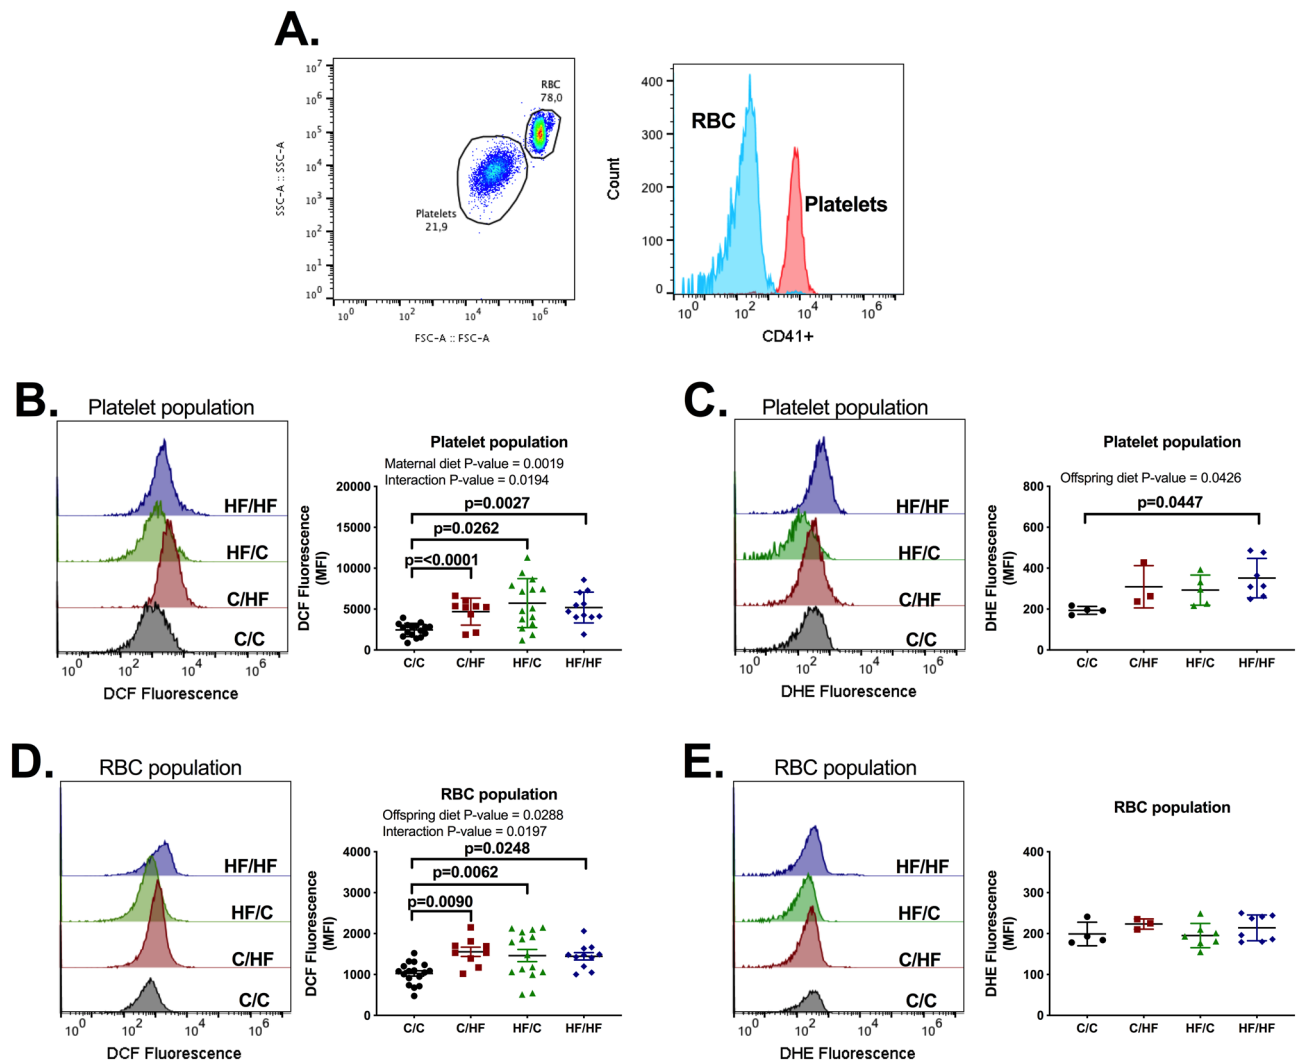 A.
10^7
10^6
10^5
10^4
10^3
10^2
10^1
10^0
SSC-A :: SSC-A
RBC
78,0
Platelets
21,9
10^0
10^2
10^4
10^6
FSC-A :: FSC-A
400
300
200
100
0
Count
RBC
Platelets
10^0
10^2
10^4
10^6
CD41+
B.
Platelet population
HF/HF
HF/C
C/HF
C/C
10^0
10^2
10^4
10^6
DCF Fluorescence
Platelet population
Maternal diet P-value = 0.0019
Interaction P-value = 0.0194
20000
15000
10000
5000
0
DCF Fluorescence
(MFI)
p=0.0027
p=0.0262
p=<0.0001
C/C
C/HF
HF/C
HF/HF
C.
Platelet population
HF/HF
HF/C
C/HF
C/C
10^0
10^2
10^4
10^6
DHE Fluorescence
Platelet population
Offspring diet P-value = 0.0426
800
600
400
200
0
DHE Fluorescence
(MFI)
p=0.0447
C/C
C/HF
HF/C
HF/HF
D.
RBC population
HF/HF
HF/C
C/HF
C/C
10^0
10^2
10^4
10^6
DCF Fluorescence
RBC population
Offspring diet P-value = 0.0288
Interaction P-value = 0.0197
4000
3000
2000
1000
0
DCF Fluorescence
(MFI)
p=0.0248
p=0.0062
p=0.0090
C/C
C/HF
HF/C
HF/HF
E.
RBC population
HF/HF
HF/C
C/HF
C/C
10^0
10^2
10^4
10^6
DHE Fluorescence
RBC population
400
300
200
100
0
DHE Fluorescence
(MFI)
C/C
C/HF
HF/C
HF/HF